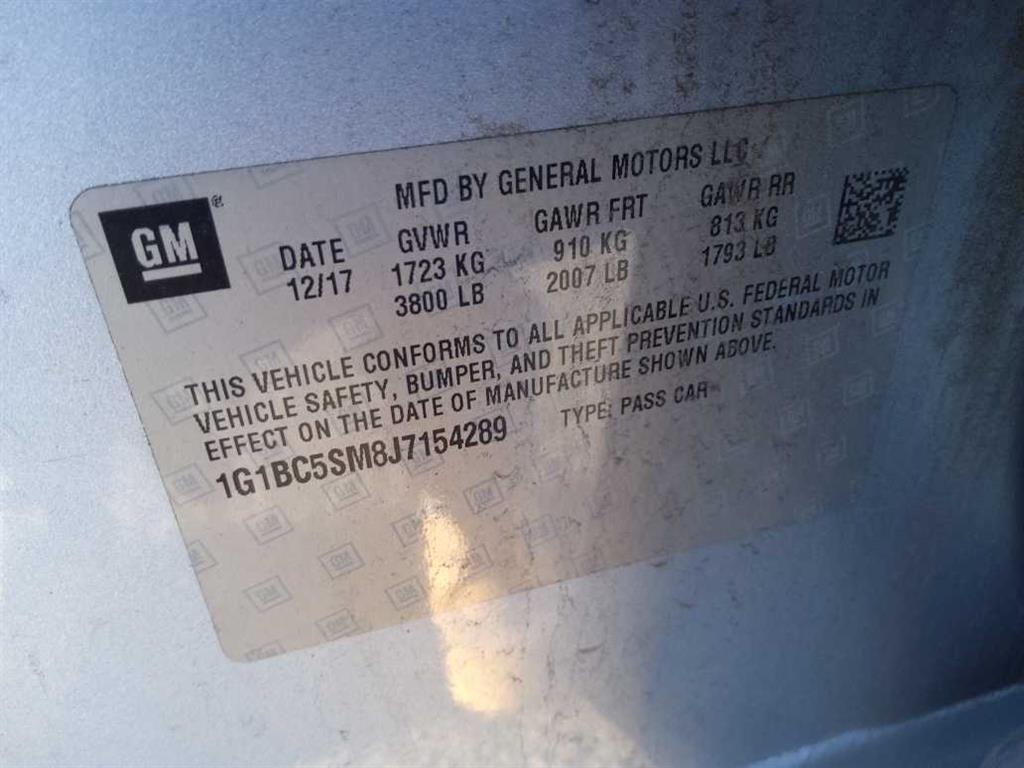 MFD BY GENERAL MOTORS LLC
GM®
DATE GVWR GAWR FRT GAWR RR
12/17 1723 KG 910 KG 813 KG
3800 LB 2007 LB 1793 LB
THIS VEHICLE CONFORMS TO ALL APPLICABLE U.S. FEDERAL MOTOR
VEHICLE SAFETY, BUMPER, AND THEFT PREVENTION STANDARDS IN
EFFECT ON THE DATE OF MANUFACTURE SHOWN ABOVE.
1G1BC5SM8J7154289 TYPE: PASS CAR